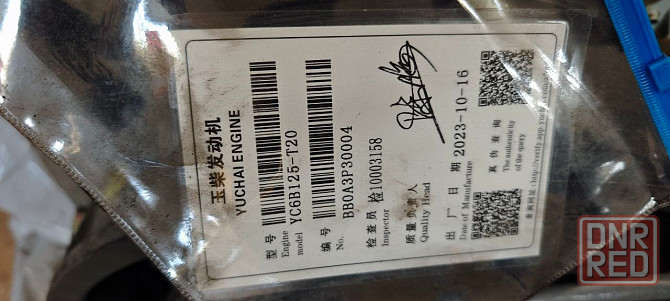 玉柴发动机
YUCHAI ENGINE
型号 YC6B125-T20
Engine model
编号 BB0A3P30004
No.
检查员 检10003158
Inspector
质量负责人
Quality Head
出厂日期 2023-10-16
Date of Manufacture
真伪查询
The authenticity of the query
DNR
RED